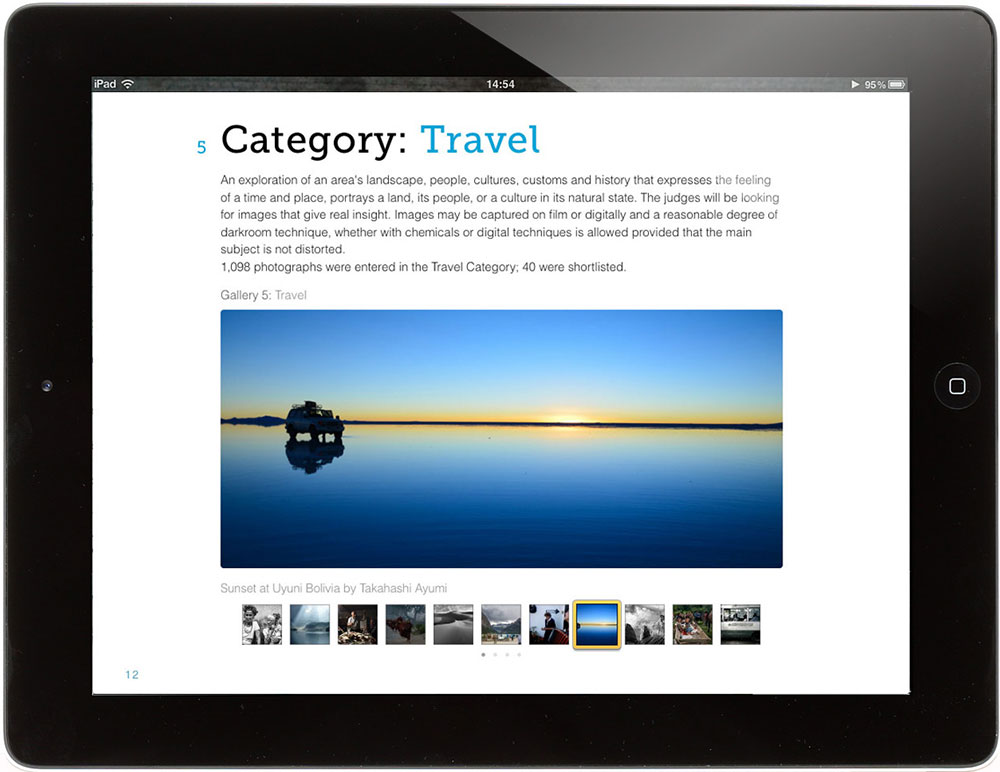 iPad 14:54 95%
5 Category: Travel
An exploration of an area's landscape, people, cultures, customs and history that expresses the feeling
of a time and place, portrays a land, its people, or a culture in its natural state. The judges will be looking
for images that give real insight. Images may be captured on film or digitally and a reasonable degree of
darkroom technique, whether with chemicals or digital techniques is allowed provided that the main
subject is not distorted.
1,098 photographs were entered in the Travel Category; 40 were shortlisted.
Gallery 5: Travel
Sunset at Uyuni Bolivia by Takahashi Ayumi
12